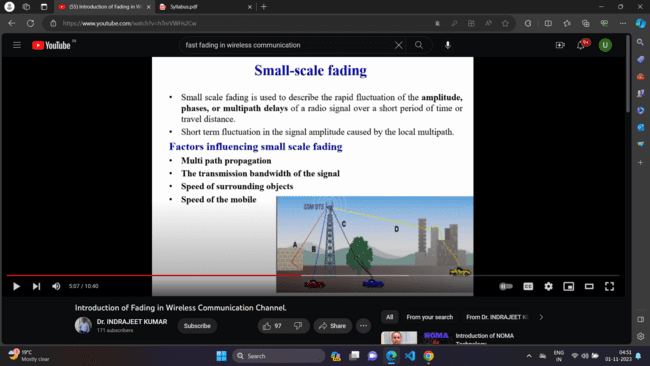 (55) Introduction of Fading in W
Syllabus.pdf
https://www.youtube.com/watch?v=
YouTube
IN
fast fading in wireless communication
9+
U
Small-scale fading
• Small scale fading is used to describe the rapid fluctuation of the amplitude,
phases, or multipath delays of a radio signal over a short period of time or
travel distance.
• Short term fluctuation in the signal amplitude caused by the local multipath.
Factors influencing small scale fading
• Multi path propagation
• The transmission bandwidth of the signal
• Speed of surrounding objects
• Speed of the mobile
GSM BTS
A
B
C
D
5:07 / 10:40
Introduction of Fading in Wireless Communication Channel.
Dr. INDRAJEET KUMAR
171 subscribers
Subscribe
97
Share
All
From your search
From Dr. INDRAJEET KU
NOMA
Introduction of NOMA
Technology
19°C
Mostly clear
Search
ENG
IN
04:51
01-11-2023